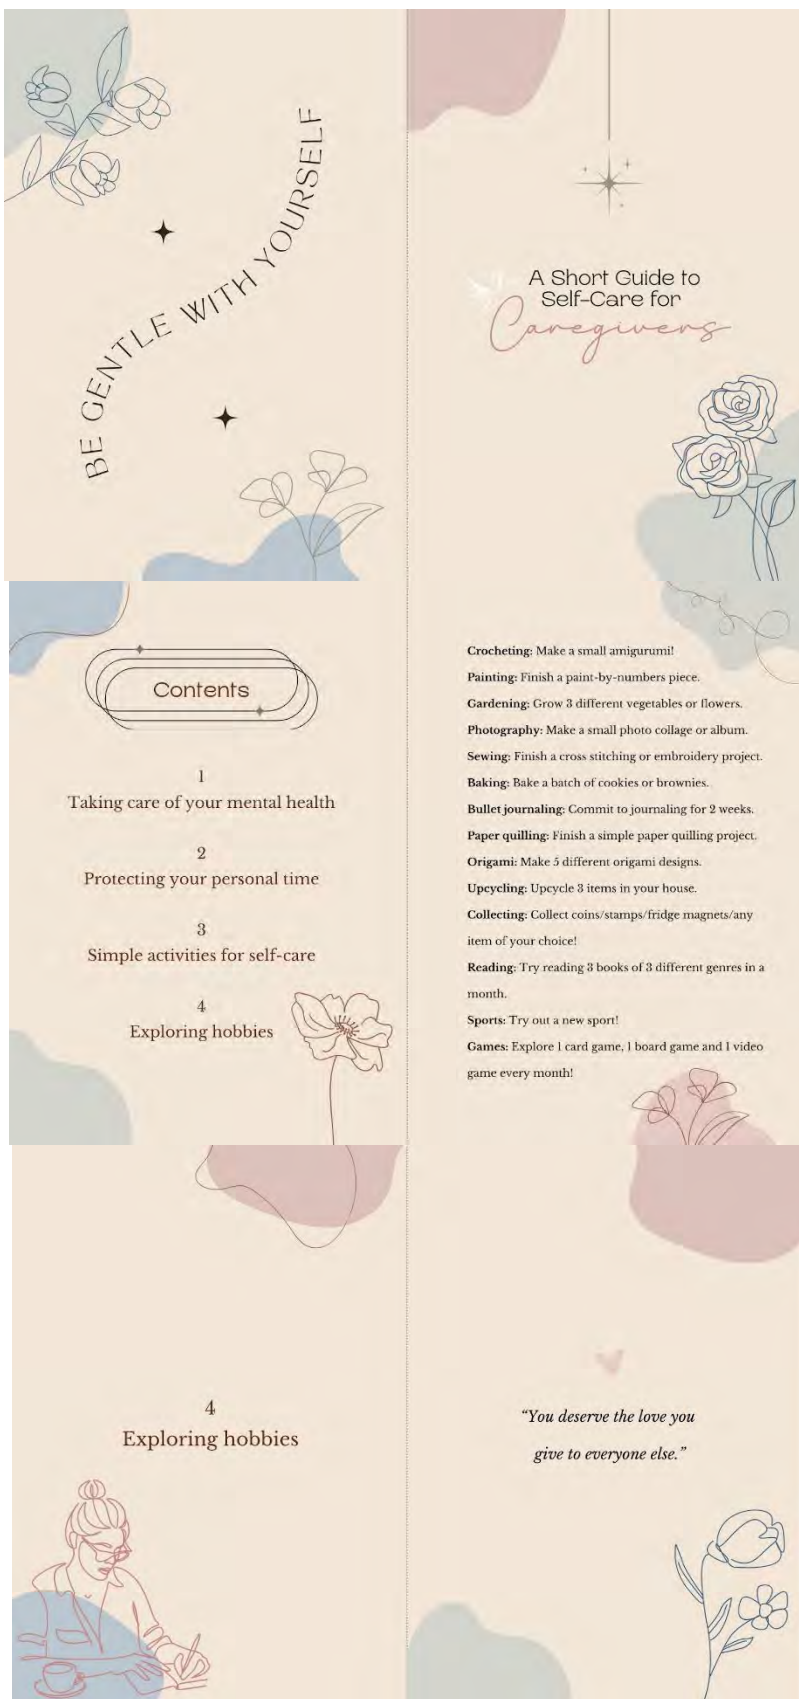 BE GENTLE WITH YOURSELF
A Short Guide to
Self-Care for
Caregivers
Contents
1
Taking care of your mental health
2
Protecting your personal time
3
Simple activities for self-care
4
Exploring hobbies
Crocheting: Make a small amigurumi!
Painting: Finish a paint-by-numbers piece.
Gardening: Grow 3 different vegetables or flowers.
Photography: Make a small photo collage or album.
Sewing: Finish a cross stitching or embroidery project.
Baking: Bake a batch of cookies or brownies.
Bullet journaling: Commit to journaling for 2 weeks.
Paper quilling: Finish a simple paper quilling project.
Origami: Make 5 different origami designs.
Upcycling: Upcycle 3 items in your house.
Collecting: Collect coins/stamps/fridge magnets/any
item of your choice!
Reading: Try reading 3 books of 3 different genres in a
month.
Sports: Try out a new sport!
Games: Explore 1 card game, 1 board game and 1 video
game every month!
4
Exploring hobbies
“You deserve the love you
give to everyone else.”